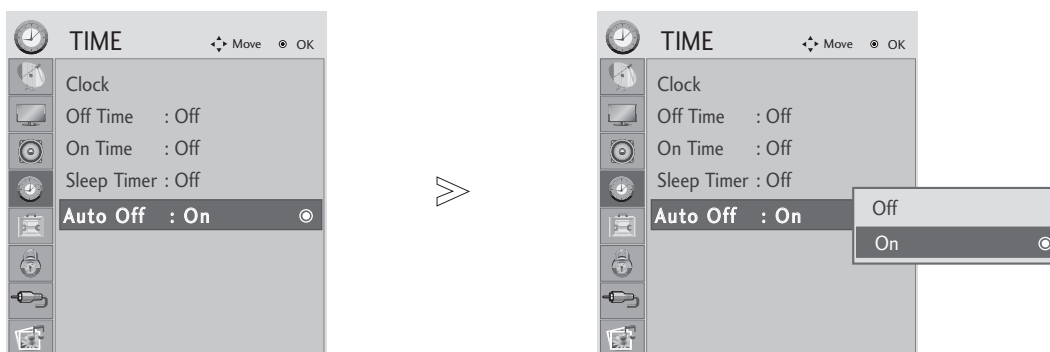 TIME Move OK
Clock
Off Time : Off
On Time : Off
Sleep Timer : Off
Auto Off : On
TIME Move OK
Clock
Off Time : Off
On Time : Off
Sleep Timer : Off
Auto Off : On
Off
On